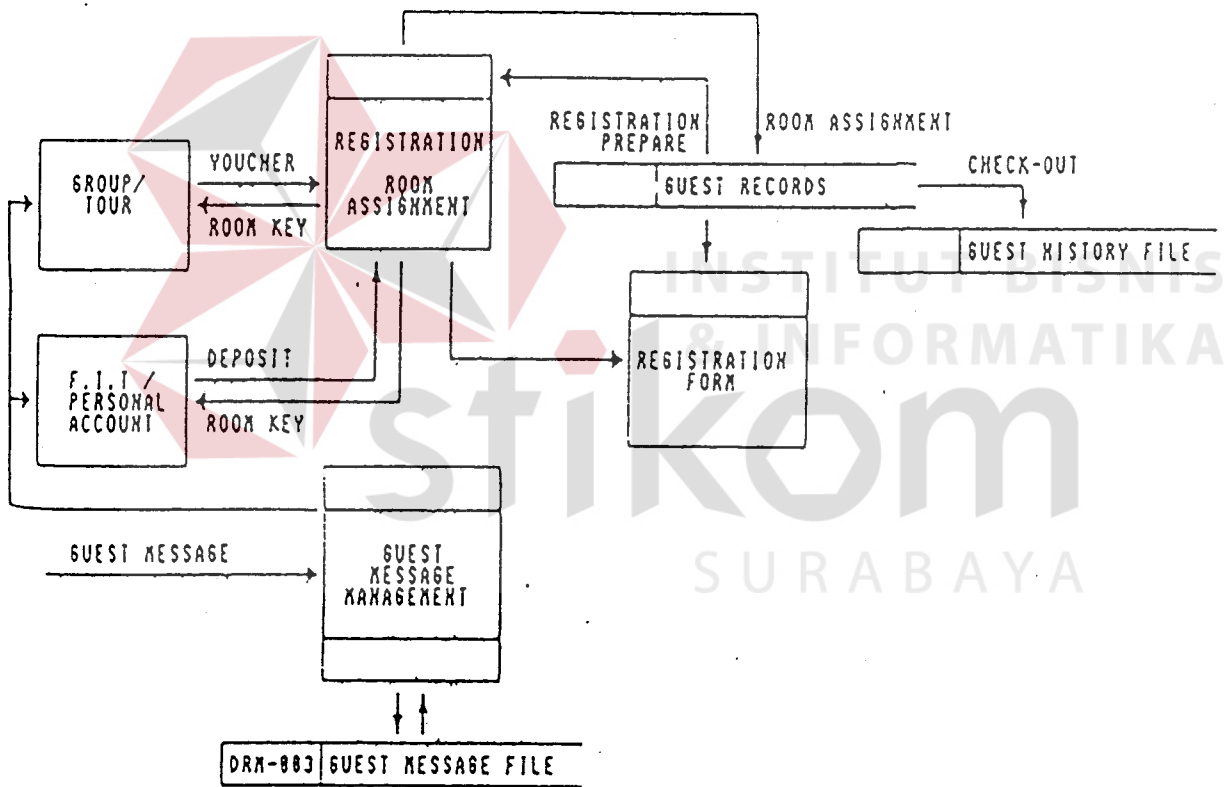 REGISTRATION
ROOM
ASSIGNMENT
GROUP/
TOUR
VOUCHER
ROOM KEY
REGISTRATION
PREPARE
ROOM ASSIGNMENT
GUEST RECORDS
CHECK-OUT
GUEST HISTORY FILE
F.I.T /
PERSONAL
ACCOUNT
DEPOSIT
ROOM KEY
REGISTRATION
FORM
GUEST MESSAGE
GUEST
MESSAGE
MANAGEMENT
DRM-003 GUEST MESSAGE FILE
INSTITUT BISNIS
& INFORMATIKA
stikom
SURABAYA